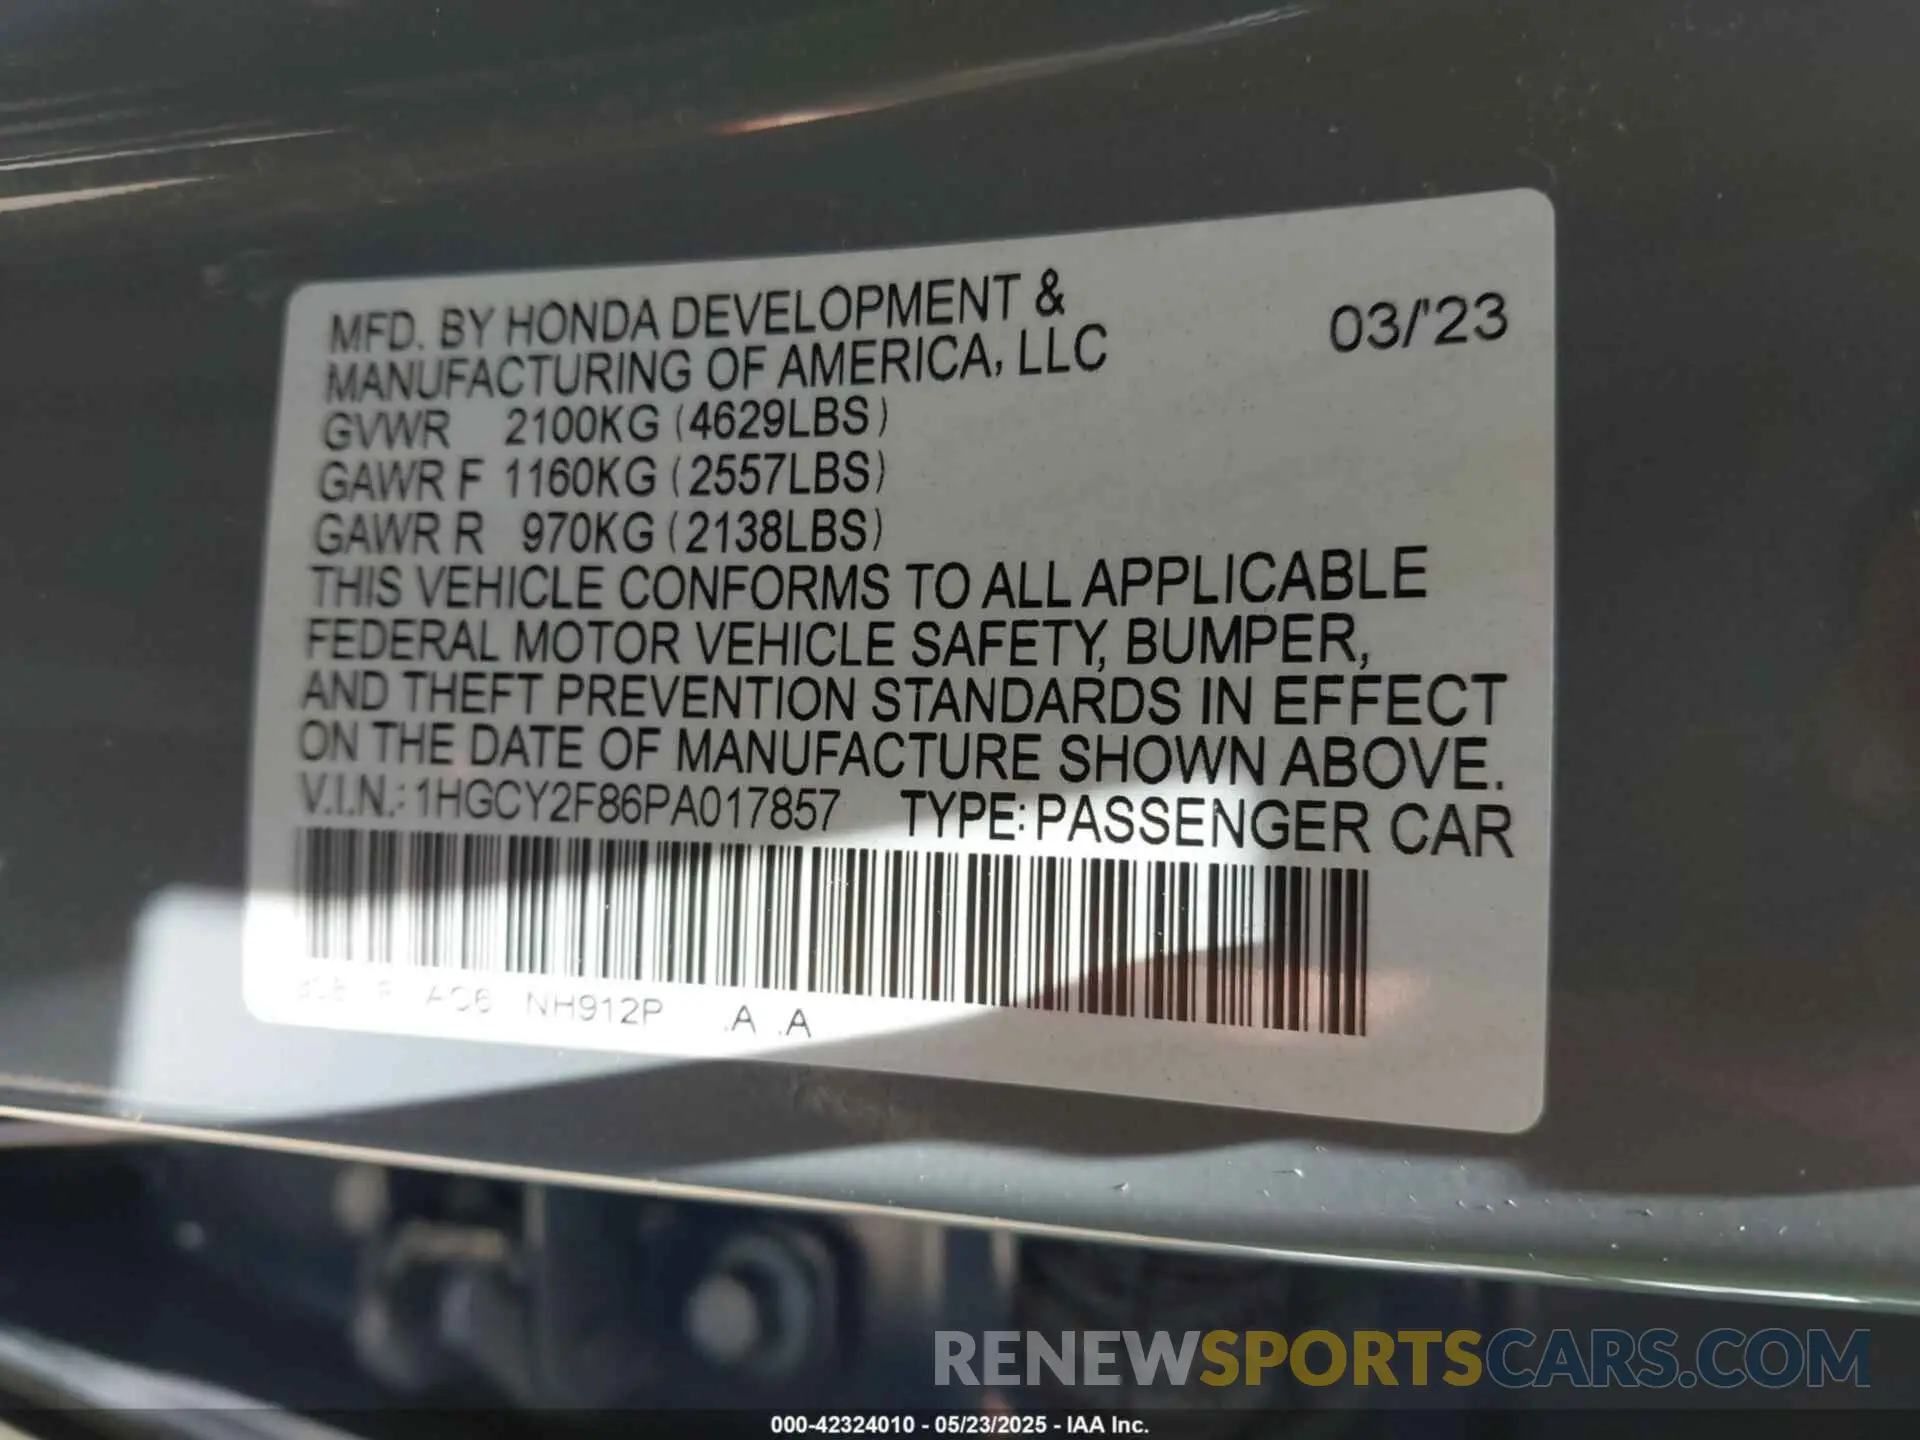 MFD. BY HONDA DEVELOPMENT &
MANUFACTURING OF AMERICA, LLC 03/'23
GVWR 2100KG (4629LBS)
GAWR F 1160KG (2557LBS)
GAWR R 970KG (2138LBS)
THIS VEHICLE CONFORMS TO ALL APPLICABLE
FEDERAL MOTOR VEHICLE SAFETY, BUMPER,
AND THEFT PREVENTION STANDARDS IN EFFECT
ON THE DATE OF MANUFACTURE SHOWN ABOVE.
V.I.N.: 1HGCY2F86PA017857 TYPE: PASSENGER CAR
NH912P .A .A
RENEWSPORTSCARS.COM
000-42324010 - 05/23/2025 - IAA Inc.